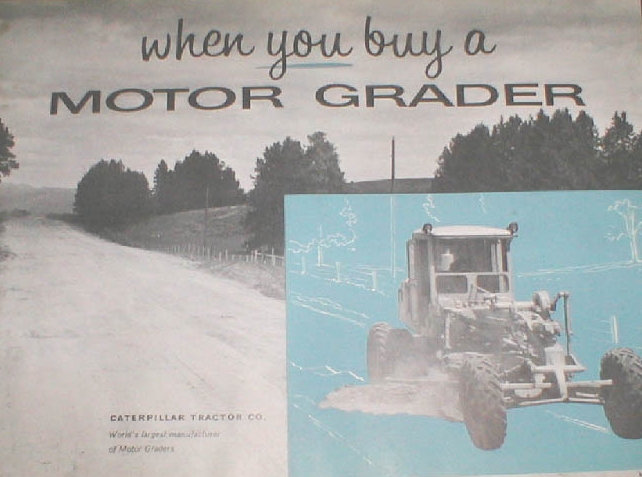 when you buy a
MOTOR GRADER
CATERPILLAR TRACTOR CO.
World's largest manufacturer
of Motor Graders